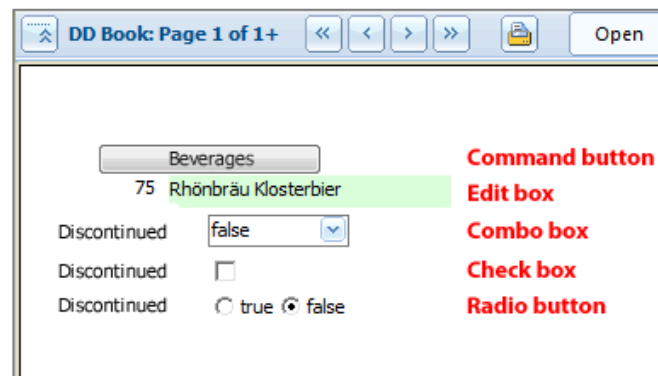 DD Book: Page 1 of 1+ << < > >> Open
Beverages Command button
75 Rhönbräu Klosterbier Edit box
Discontinued false Combo box
Discontinued Check box
Discontinued true false Radio button